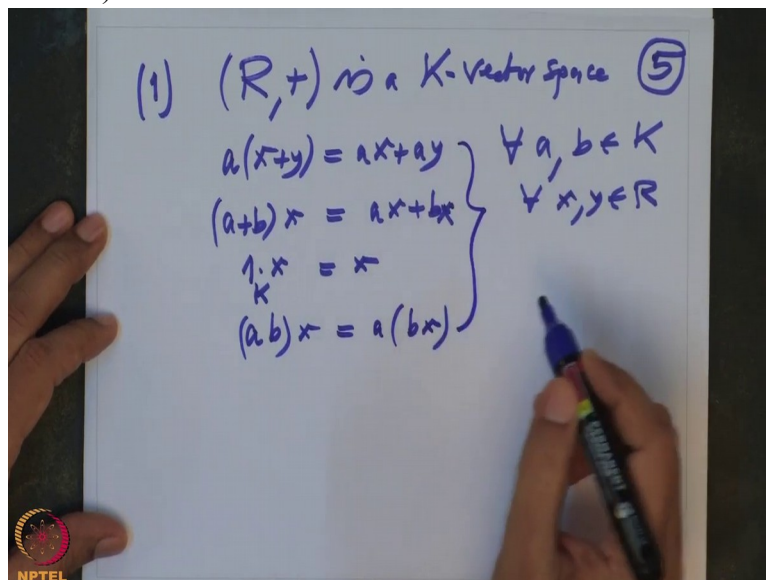 (1) (R,+) is a K-vector space ⑤
a(x+y) = ax+ay ∀ a, b ∈ K
(a+b)x = ax+bx ∀ x,y ∈ R
1_K·x = x
(ab)x = a(bx)
NPTEL